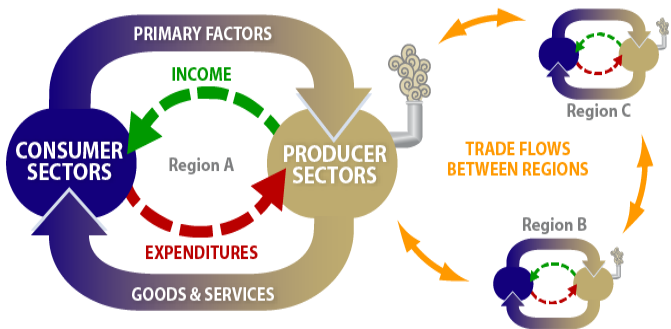 PRIMARY FACTORS
INCOME
CONSUMER
SECTORS
Region A
PRODUCER
SECTORS
EXPENDITURES
GOODS & SERVICES
Region C
TRADE FLOWS
BETWEEN REGIONS
Region B